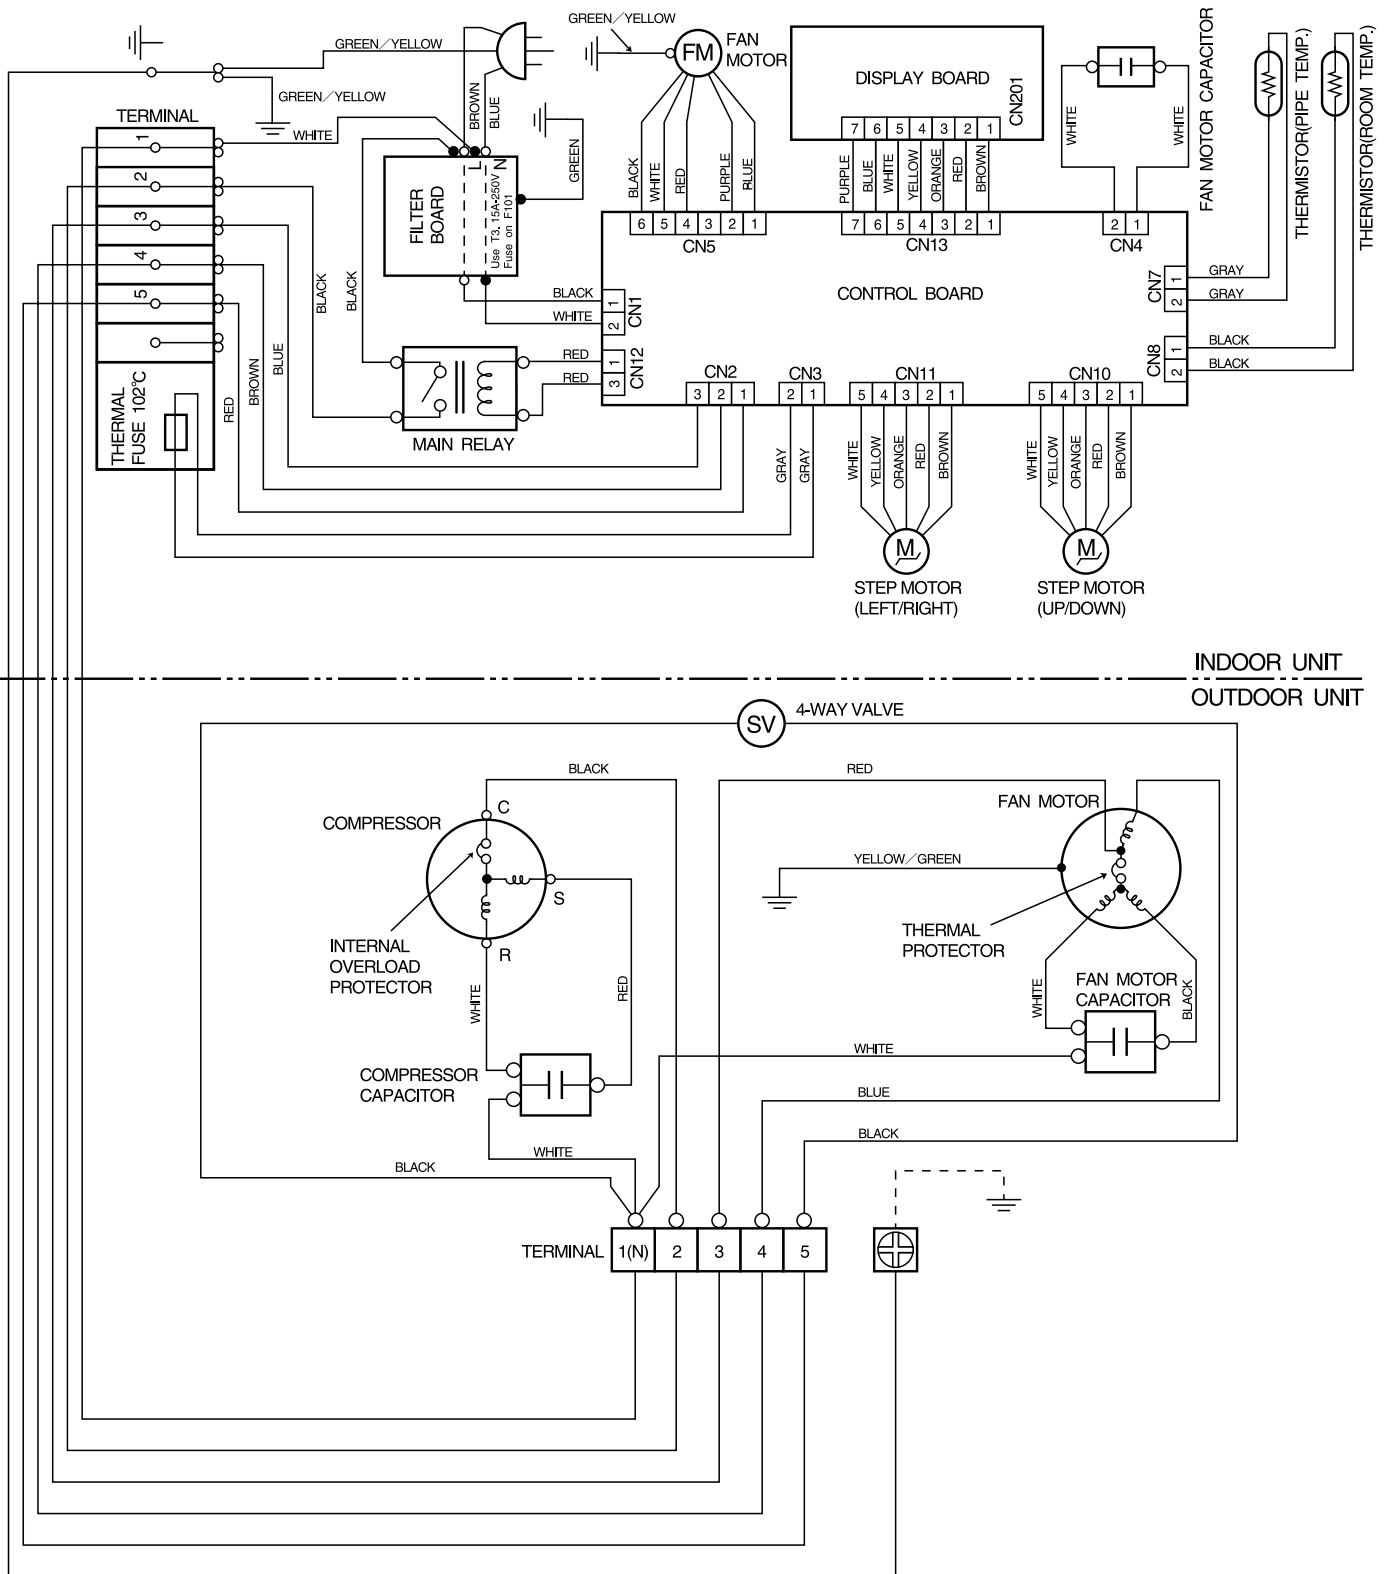 GREEN/YELLOW
GREEN/YELLOW
GREEN/YELLOW
FM
FAN
MOTOR
DISPLAY BOARD
CN201
7 6 5 4 3 2 1
FAN MOTOR CAPACITOR
THERMISTOR(PIPE TEMP.)
THERMISTOR(ROOM TEMP.)
WHITE
WHITE
TERMINAL
1
2
3
4
5
THERMAL
FUSE 102°C
WHITE
BROWN
BLUE
GREEN
FILTER
BOARD
L
N
Use T3. 15A-250V
Fuse on F101
BLACK
WHITE
RED
PURPLE
BLUE
PURPLE
BLUE
WHITE
YELLOW
ORANGE
RED
BROWN
6 5 4 3 2 1
CN5
7 6 5 4 3 2 1
CN13
2 1
CN4
CONTROL BOARD
CN7
1
2
GRAY
GRAY
CN8
1
2
BLACK
BLACK
BLACK
WHITE
1
2
CN1
RED
RED
1
3
CN12
BLACK
BLACK
BLUE
BROWN
RED
MAIN RELAY
CN2
3 2 1
CN3
2 1
CN11
5 4 3 2 1
CN10
5 4 3 2 1
GRAY
GRAY
WHITE
YELLOW
ORANGE
RED
BROWN
WHITE
YELLOW
ORANGE
RED
BROWN
M
STEP MOTOR
(LEFT/RIGHT)
M
STEP MOTOR
(UP/DOWN)
INDOOR UNIT
OUTDOOR UNIT
SV
4-WAY VALVE
BLACK
RED
COMPRESSOR
C
S
R
INTERNAL
OVERLOAD
PROTECTOR
WHITE
RED
COMPRESSOR
CAPACITOR
WHITE
BLACK
FAN MOTOR
YELLOW/GREEN
THERMAL
PROTECTOR
WHITE
FAN MOTOR
CAPACITOR
BLACK
WHITE
BLUE
BLACK
TERMINAL
1(N) 2 3 4 5